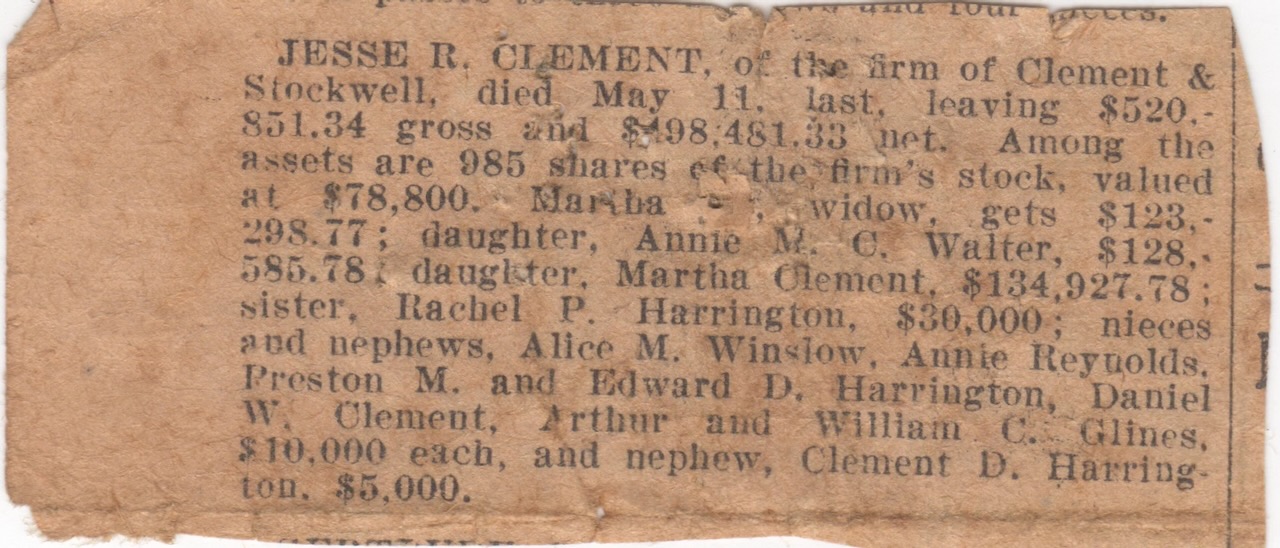 and four nieces.
JESSE R. CLEMENT, of the firm of Clement &
Stockwell, died May 11, last, leaving $520,-
851.34 gross and $498,481.33 net. Among the
assets are 985 shares of the firm's stock, valued
at $78,800. Martha widow, gets $123,-
298.77; daughter, Annie M. C. Walter, $128,-
585.78; daughter, Martha Clement, $134,927.78;
sister, Rachel P. Harrington, $30,000; nieces
and nephews, Alice M. Winslow, Annie Reynolds,
Preston M. and Edward D. Harrington, Daniel
W. Clement, Arthur and William C. Glines,
$10,000 each, and nephew, Clement D. Harring-
ton, $5,000.